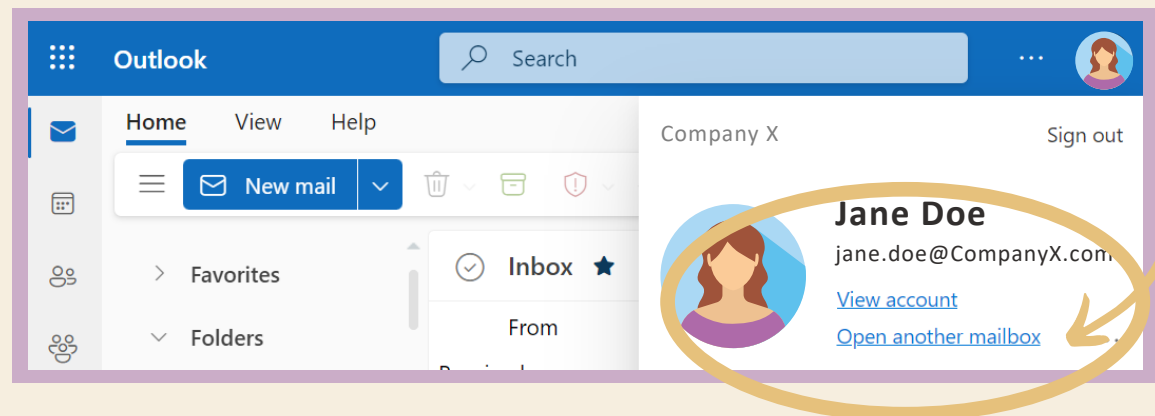 Outlook
Search
Home View Help
Company X
Sign out
New mail
Jane Doe
jane.doe@CompanyX.com
View account
Open another mailbox
Favorites
Folders
Inbox
From